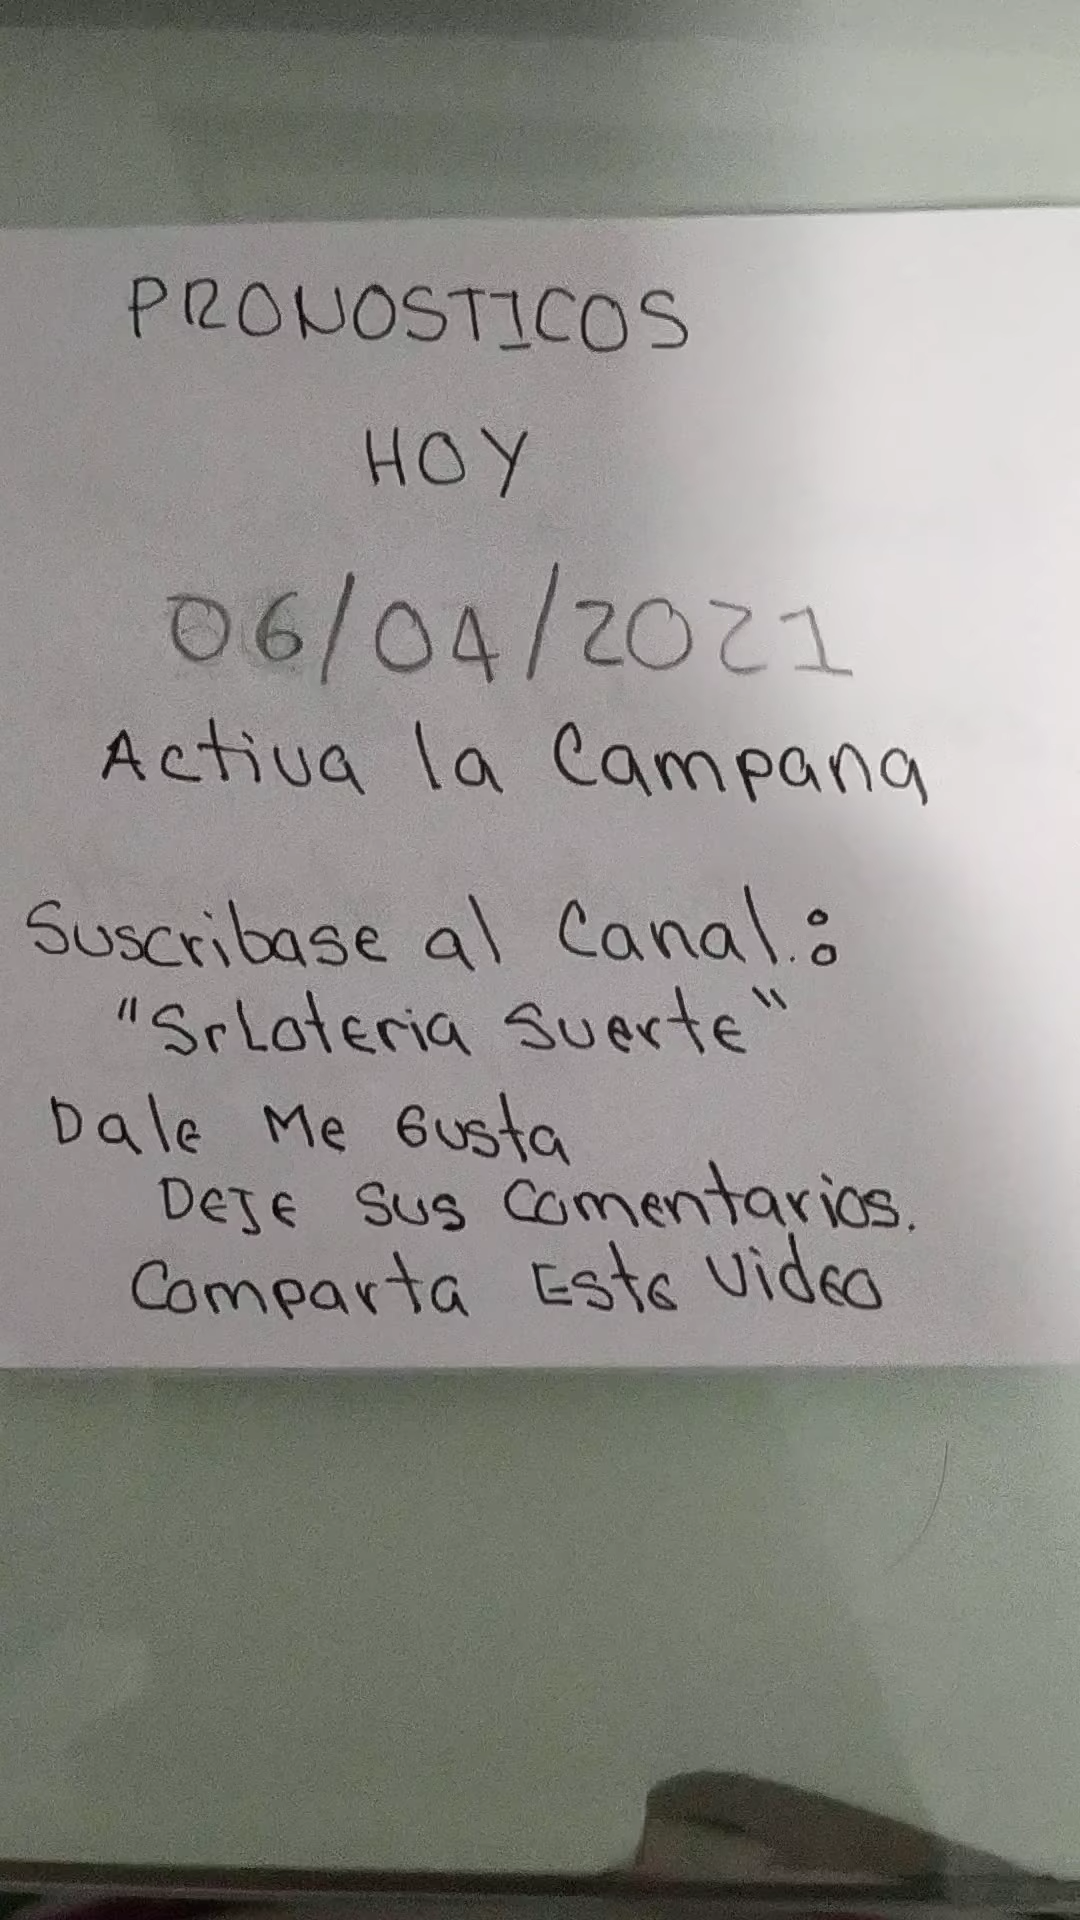 PRONOSTICOS
HOY
06/04/2021
Activa la Campana
Suscribase al Canal.:
"SrLoteria Suerte"
Dale Me Gusta
DEJE Sus Comentarios.
Comparta Este Video